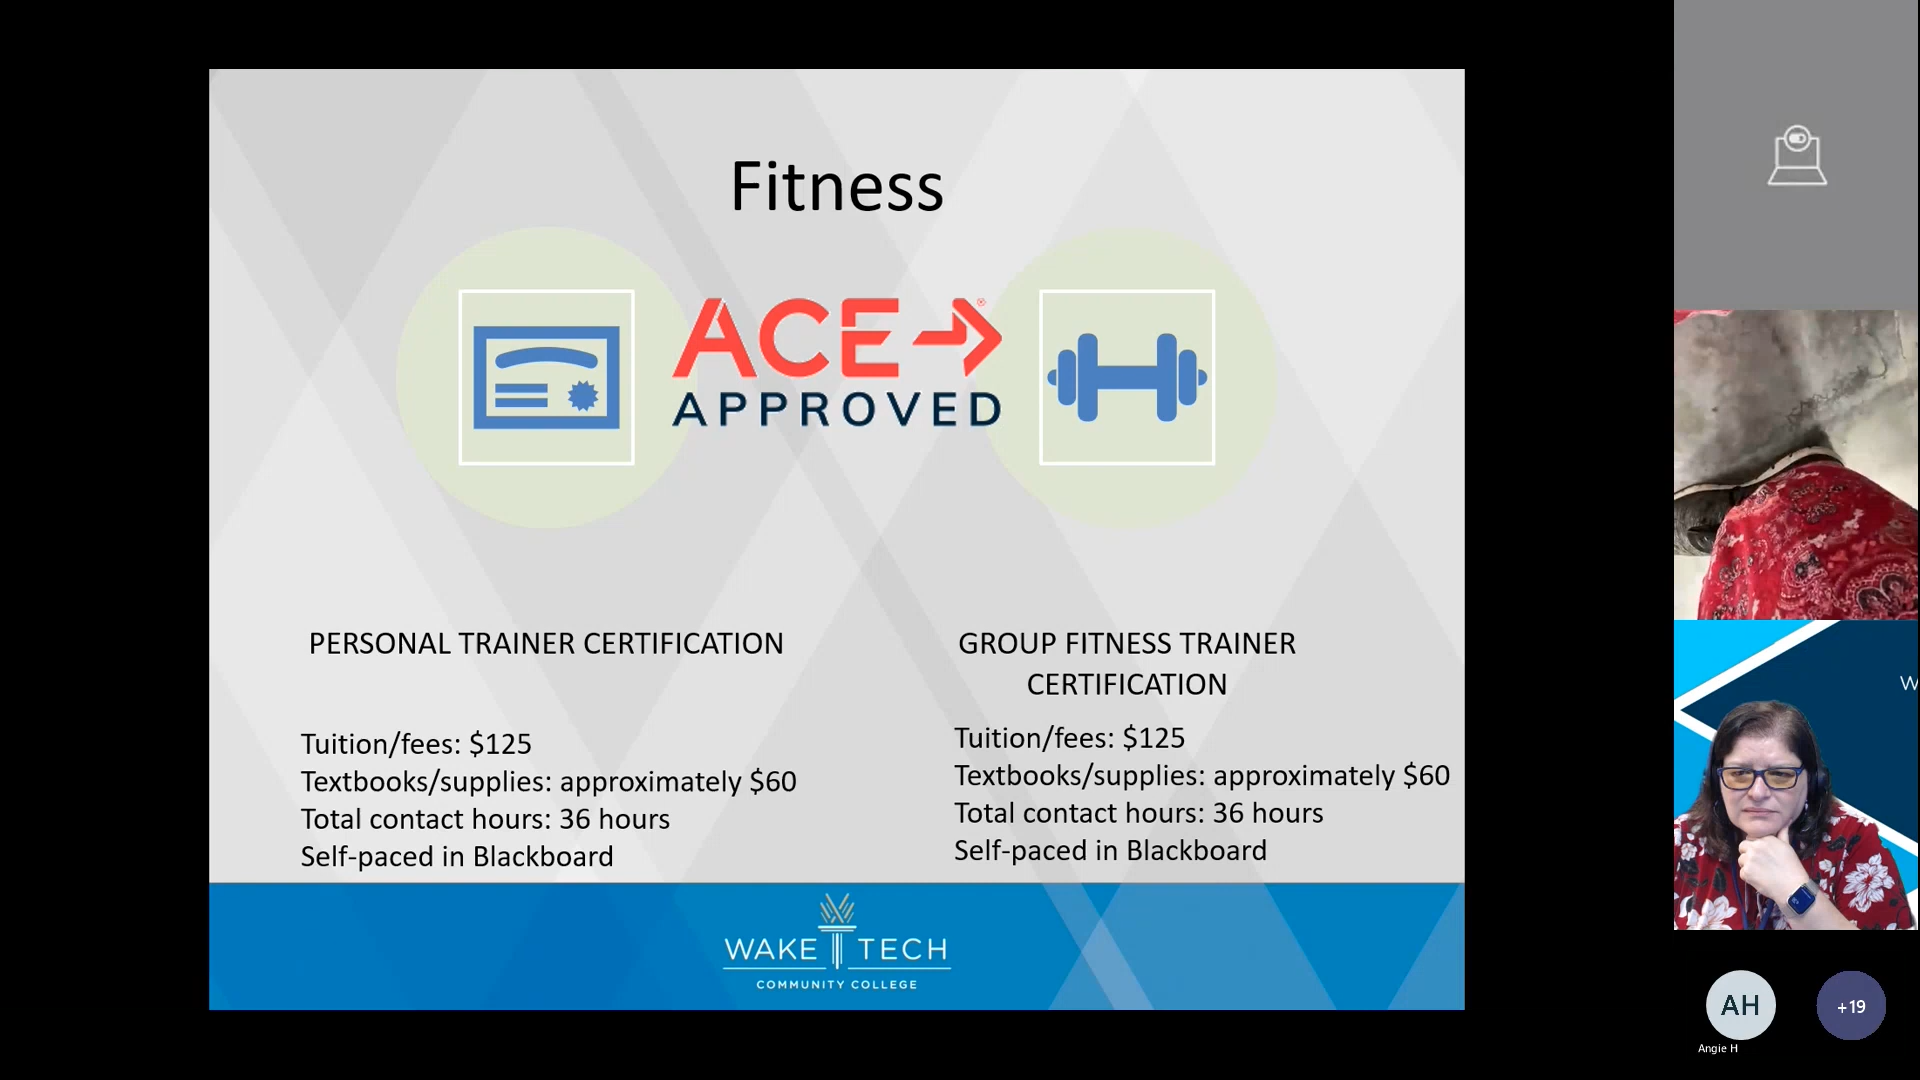 Fitness
ACE ®
APPROVED
PERSONAL TRAINER CERTIFICATION
Tuition/fees: $125
Textbooks/supplies: approximately $60
Total contact hours: 36 hours
Self-paced in Blackboard
GROUP FITNESS TRAINER
CERTIFICATION
Tuition/fees: $125
Textbooks/supplies: approximately $60
Total contact hours: 36 hours
Self-paced in Blackboard
WAKE TECH
COMMUNITY COLLEGE
W
AH
Angie H
+19